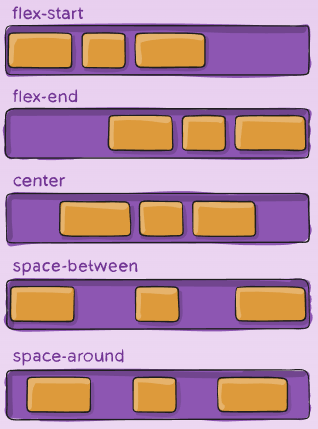 flex-start
flex-end
center
space-between
space-around